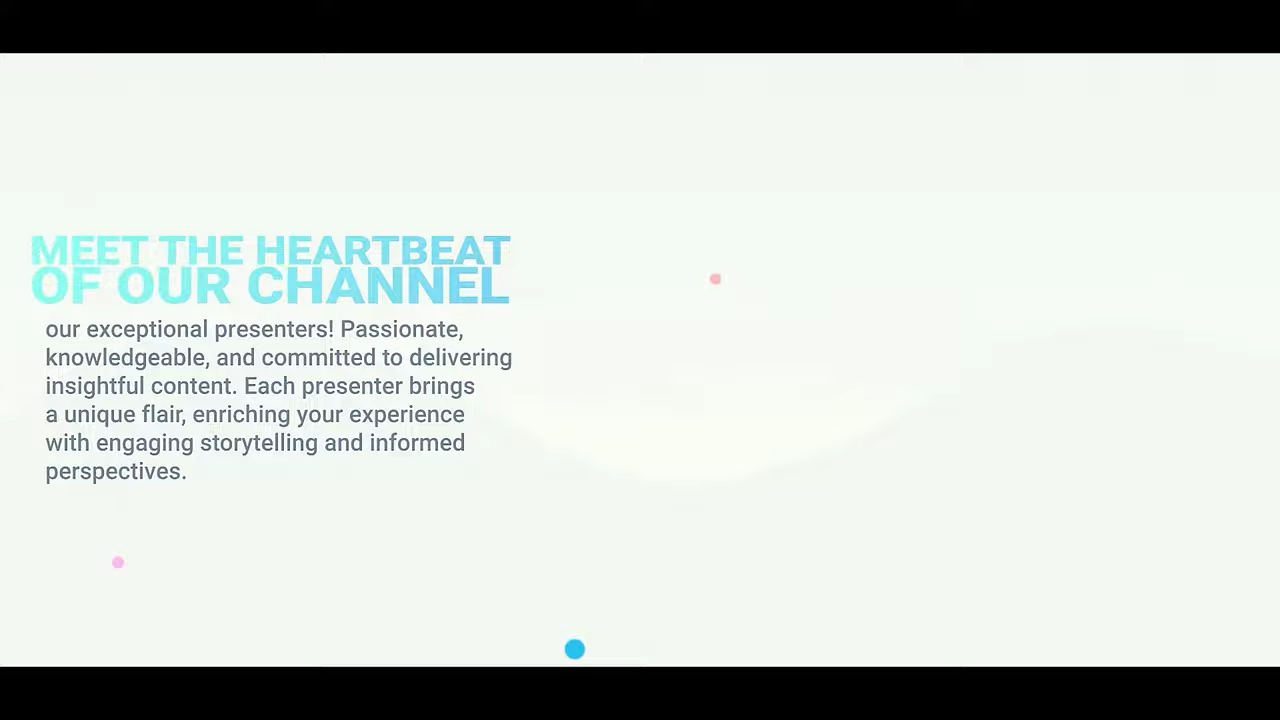 MEET THE HEARTBEAT
OF OUR CHANNEL
our exceptional presenters! Passionate,
knowledgeable, and committed to delivering
insightful content. Each presenter brings
a unique flair, enriching your experience
with engaging storytelling and informed
perspectives.